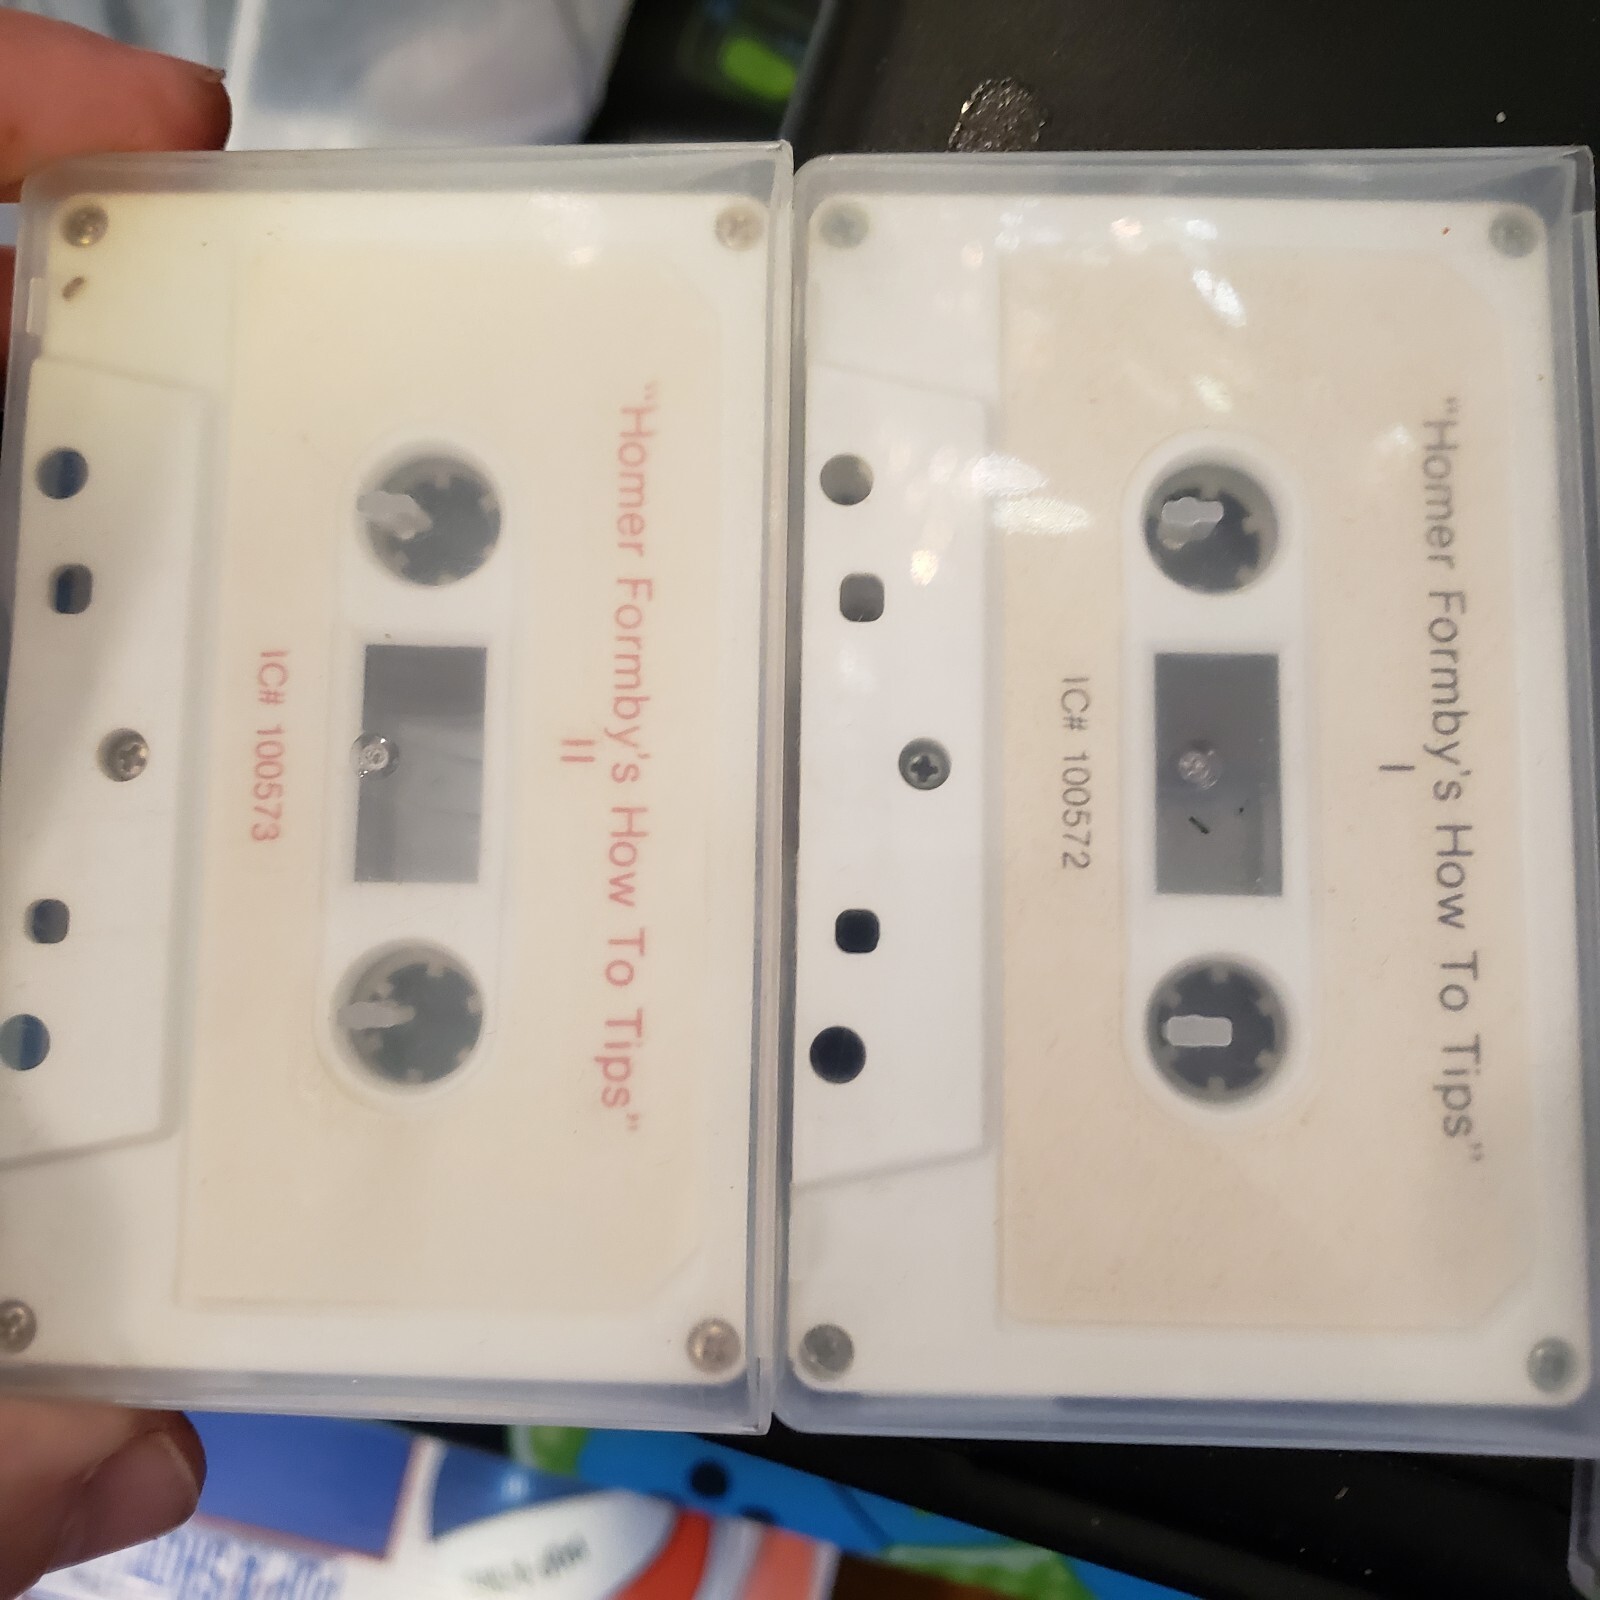 "Homer Formby's How To Tips"
I
IC# 100572
"Homer Formby's How To Tips"
II
IC# 100573